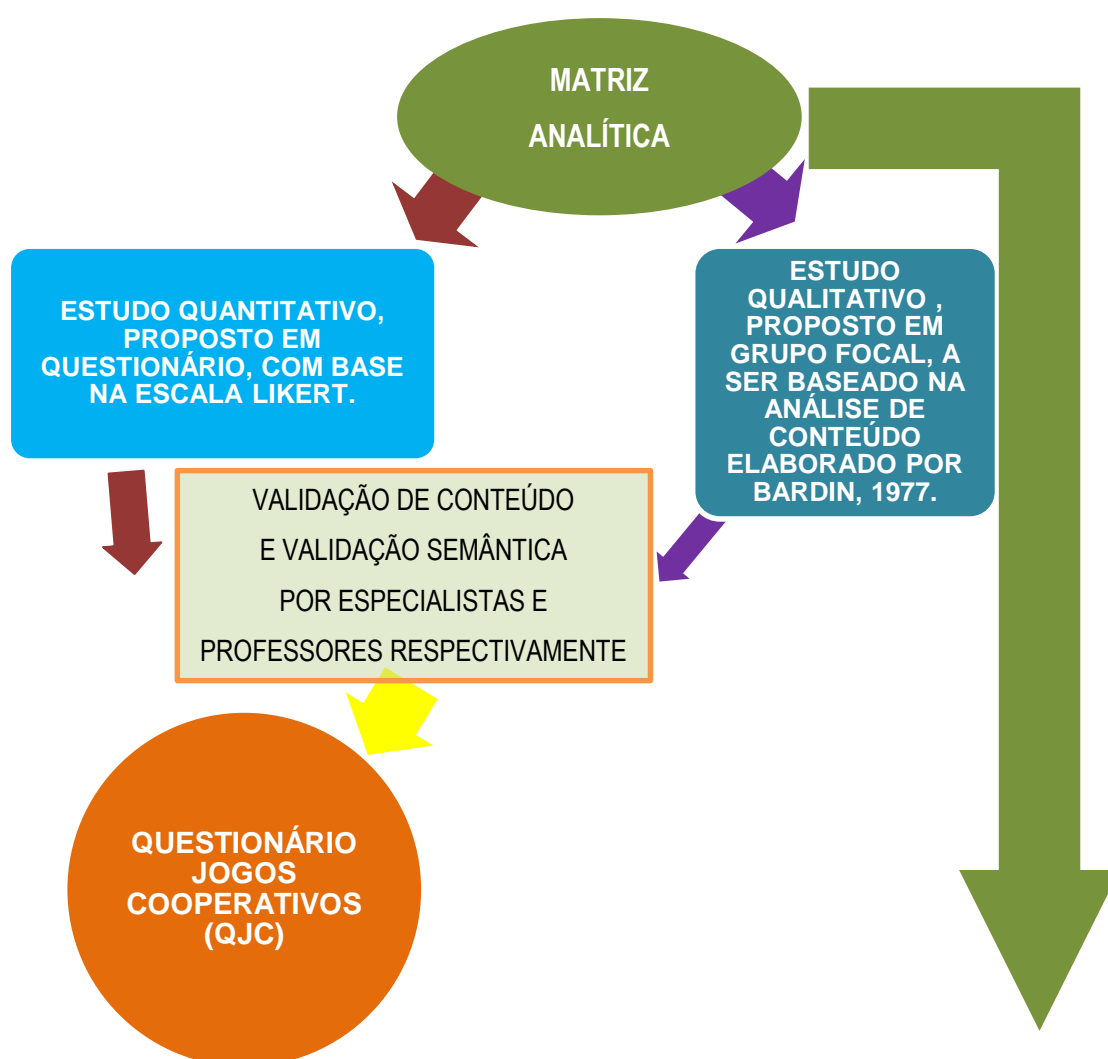 MATRIZ
ANALÍTICA
ESTUDO QUANTITATIVO,
PROPOSTO EM
QUESTIONÁRIO, COM BASE
NA ESCALA LIKERT.
ESTUDO
QUALITATIVO ,
PROPOSTO EM
GRUPO FOCAL, A
SER BASEADO NA
ANÁLISE DE
CONTEÚDO
ELABORADO POR
BARDIN, 1977.
VALIDAÇÃO DE CONTEÚDO
E VALIDAÇÃO SEMÂNTICA
POR ESPECIALISTAS E
PROFESSORES RESPECTIVAMENTE
QUESTIONÁRIO
JOGOS
COOPERATIVOS
(QJC)